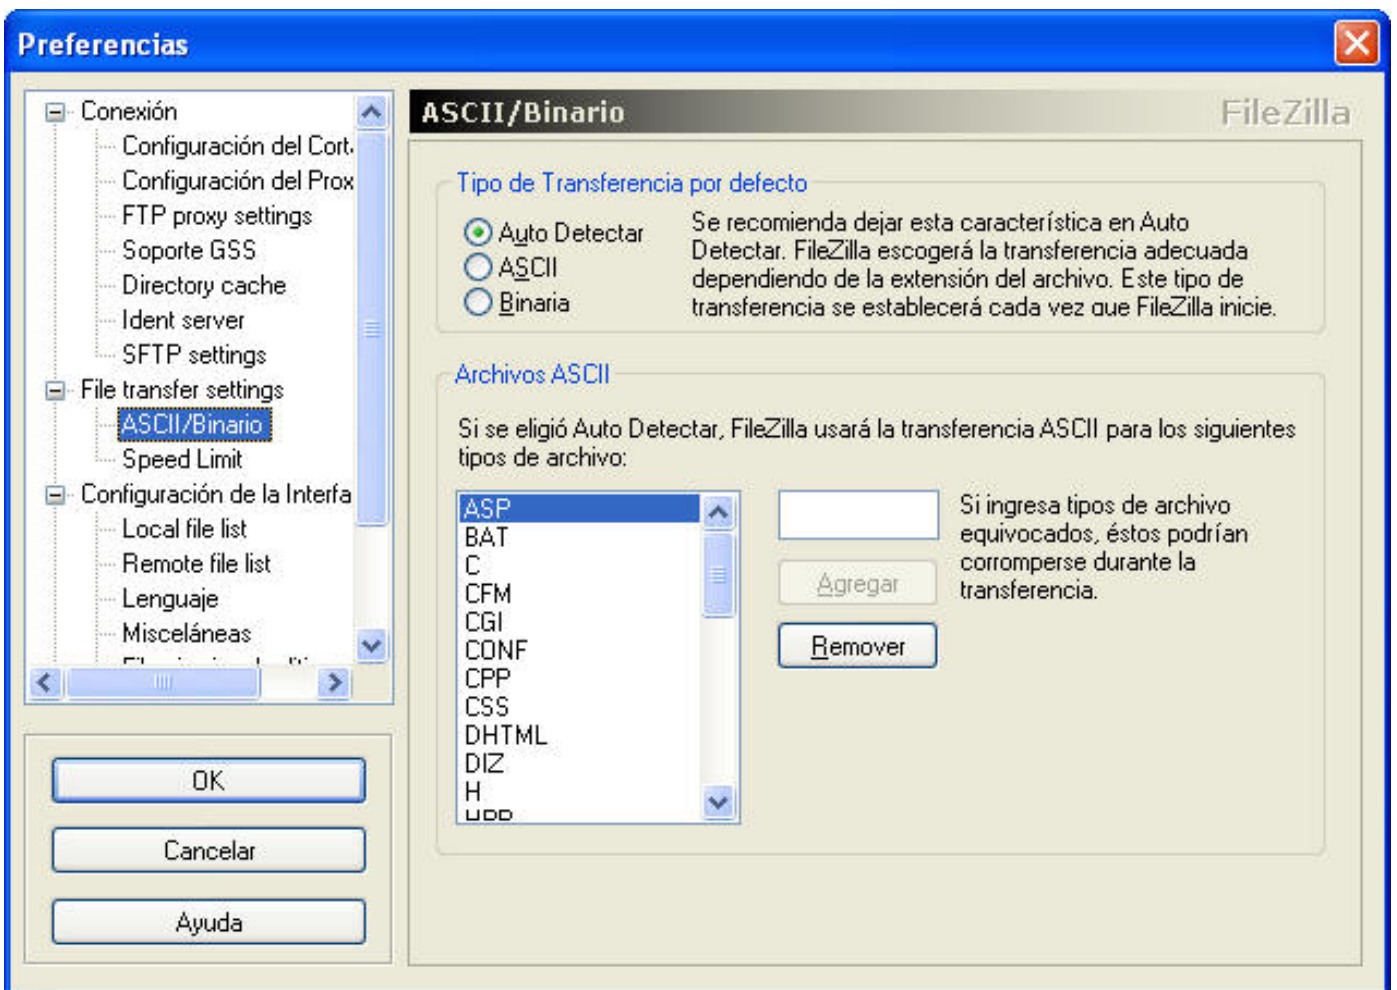 Preferencias
Conexión
Configuración del Cort
Configuración del Prox
FTP proxy settings
Soporte GSS
Directory cache
Ident server
SFTP settings
File transfer settings
ASCII/Binario
Speed Limit
Configuración de la Interfa
Local file list
Remote file list
Lenguaje
Misceláneas
OK
Cancelar
Ayuda
ASCII/Binario
FileZilla
Tipo de Transferencia por defecto
Auto Detectar
ASCII
Binaria
Se recomienda dejar esta característica en Auto
Detectar. FileZilla escogerá la transferencia adecuada
dependiendo de la extensión del archivo. Este tipo de
transferencia se establecerá cada vez que FileZilla inicie.
Archivos ASCII
Si se eligió Auto Detectar, FileZilla usará la transferencia ASCII para los siguientes
tipos de archivo:
ASP
BAT
C
CFM
CGI
CONF
CPP
CSS
DHTML
DIZ
H
HPP
Agregar
Remover
Si ingresa tipos de archivo
equivocados, éstos podrían
corromperse durante la
transferencia.